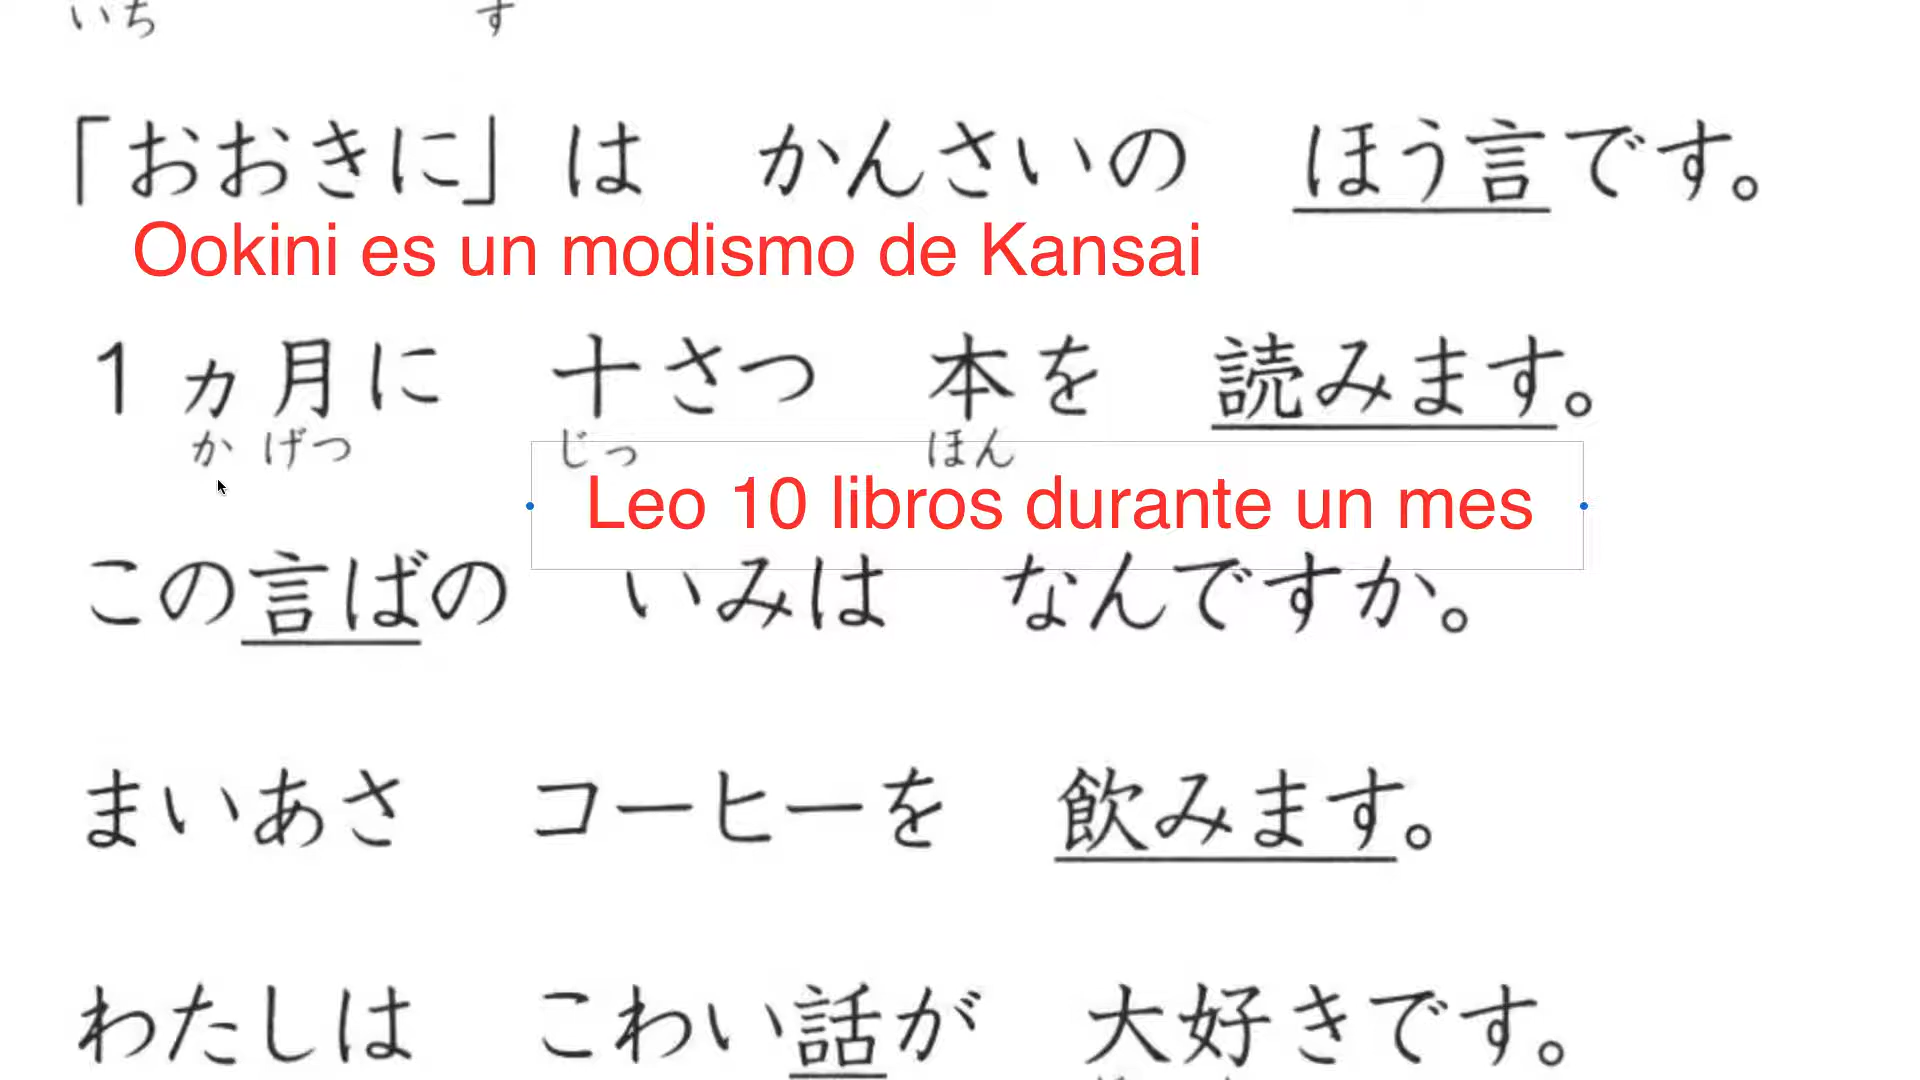 いち す
「おおきに」は かんさいの ほう言です。
Ookini es un modismo de Kansai
1ヵ月に 十さつ 本を 読みます。
か げつ じっ ほん
Leo 10 libros durante un mes
この言ばの いみは なんですか。
まいあさ コーヒーを 飲みます。
わたしは こわい話が 大好きです。